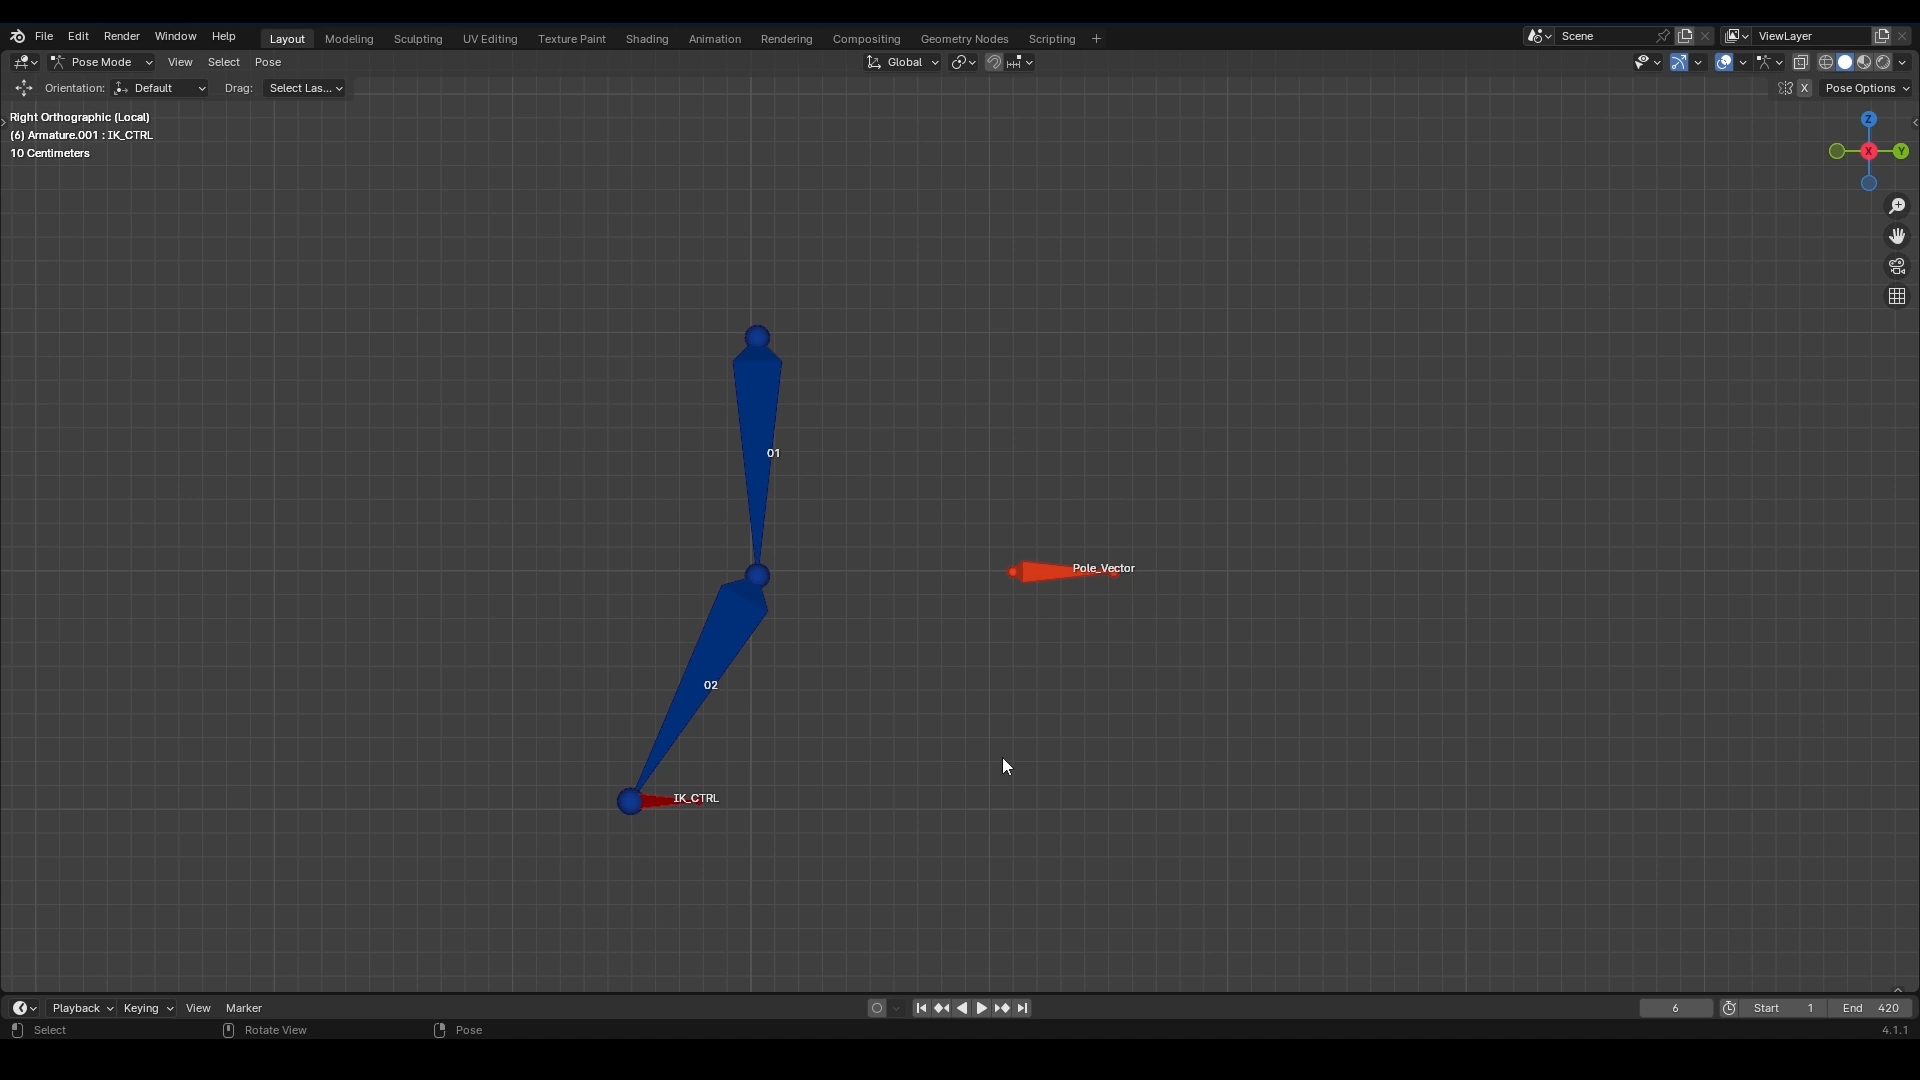 File Edit Render Window Help Layout Modeling Sculpting UV Editing Texture Paint Shading Animation Rendering Compositing Geometry Nodes Scripting + Scene ViewLayer
Pose Mode View Select Pose Global
Orientation: Default Drag: Select Las... X Pose Options
Right Orthographic (Local)
(6) Armature.001 : IK_CTRL
10 Centimeters
Z
X
Y
01
Pole_Vector
02
IK_CTRL
Playback Keying View Marker 6 Start 1 End 420
Select Rotate View Pose 4.1.1